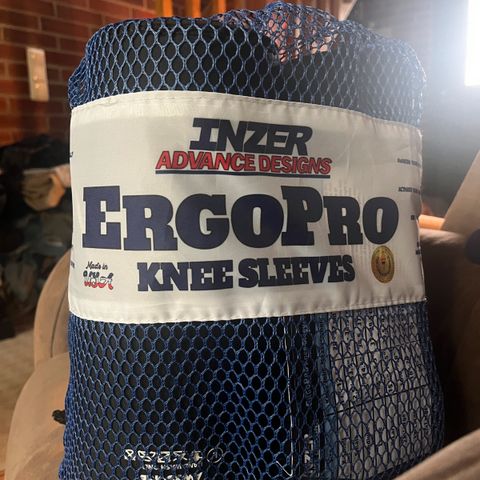 INZER
ADVANCE DESIGNS
ERGOPRO
KNEE SLEEVES
Made in
USA